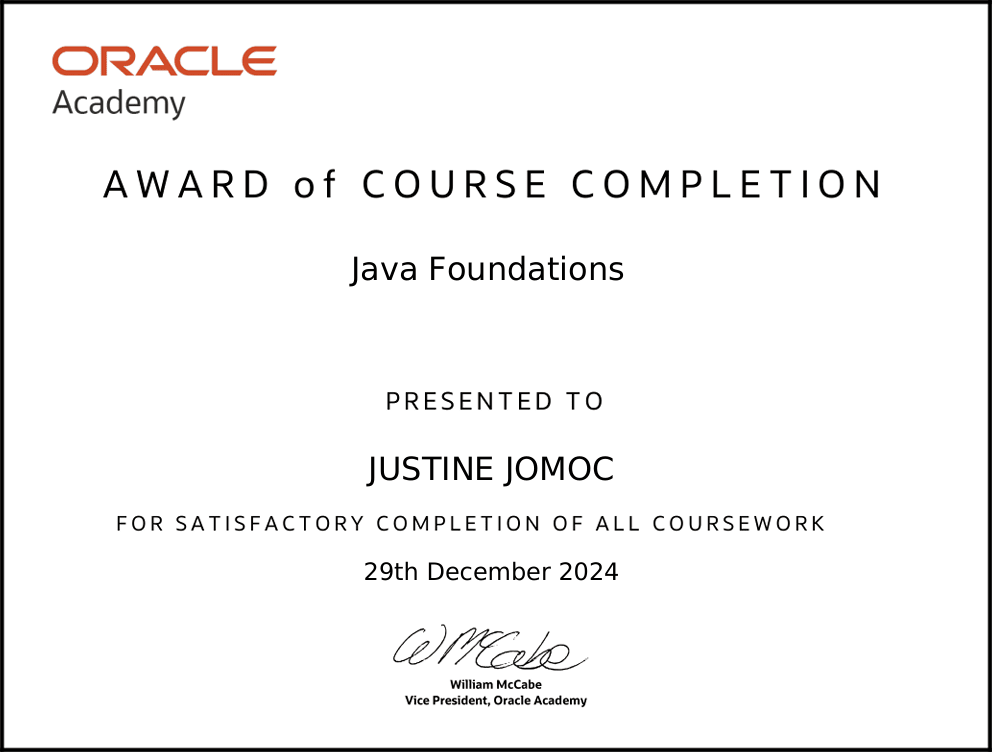 ORACLE
Academy
AWARD of COURSE COMPLETION
Java Foundations
PRESENTED TO
JUSTINE JOMOC
FOR SATISFACTORY COMPLETION OF ALL COURSEWORK
29th December 2024
W McCabe
William McCabe
Vice President, Oracle Academy